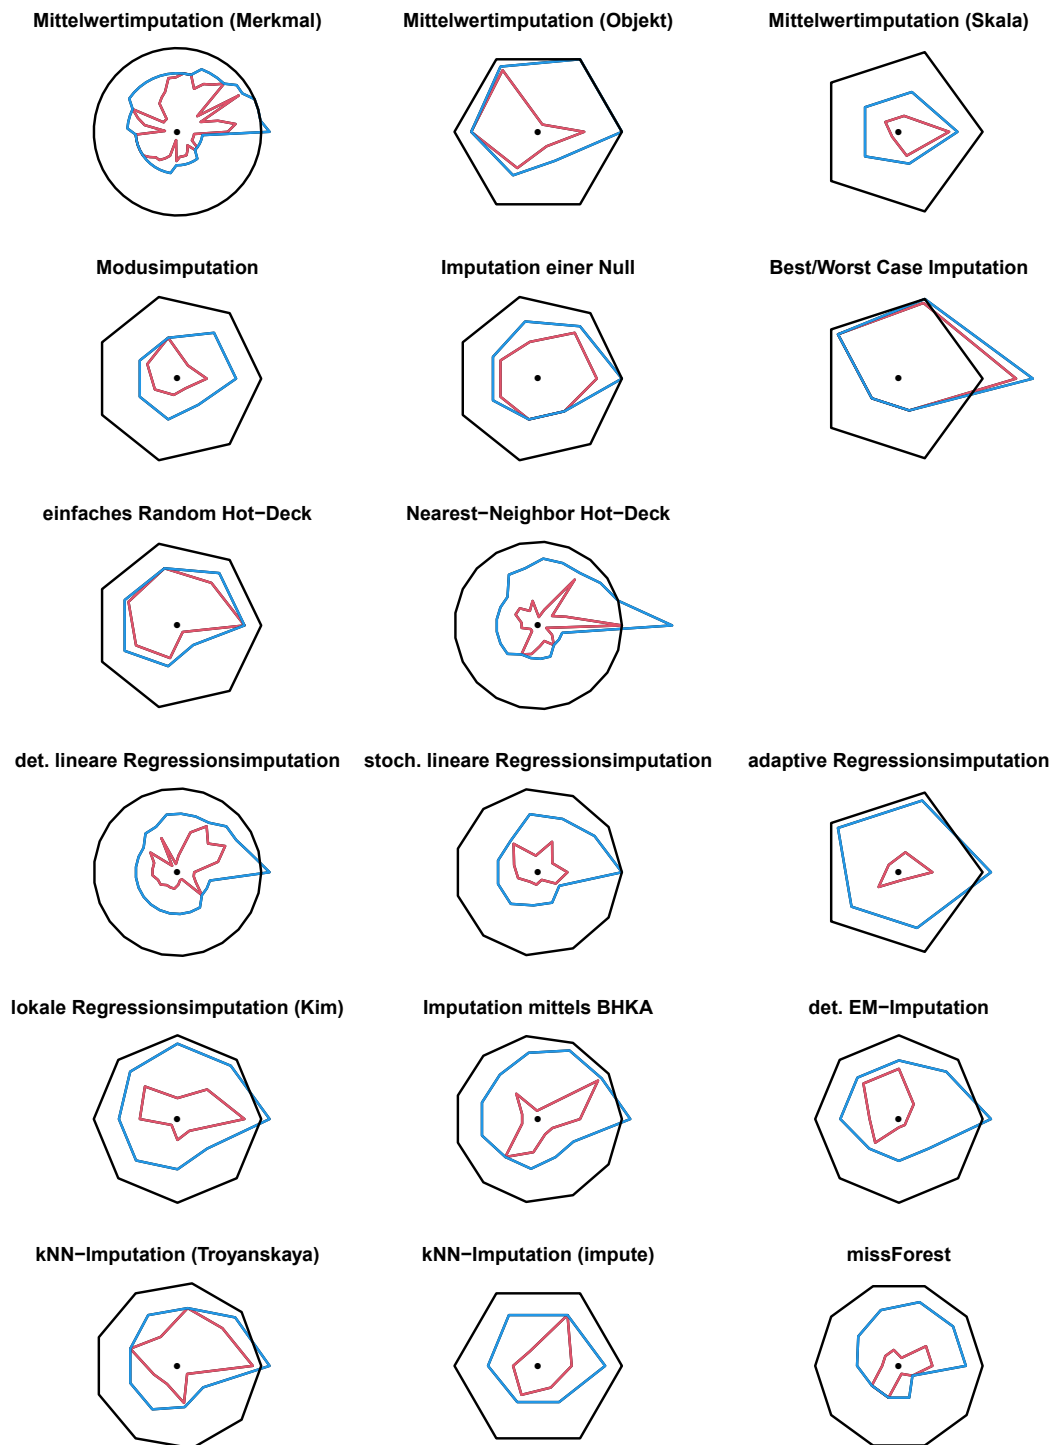 Mittelwertimputation (Merkmal)
Mittelwertimputation (Objekt)
Mittelwertimputation (Skala)
Modusimputation
Imputation einer Null
Best/Worst Case Imputation
einfaches Random Hot−Deck
Nearest−Neighbor Hot−Deck
det. lineare Regressionsimputation
stoch. lineare Regressionsimputation
adaptive Regressionsimputation
lokale Regressionsimputation (Kim)
Imputation mittels BHKA
det. EM−Imputation
kNN−Imputation (Troyanskaya)
kNN−Imputation (impute)
missForest